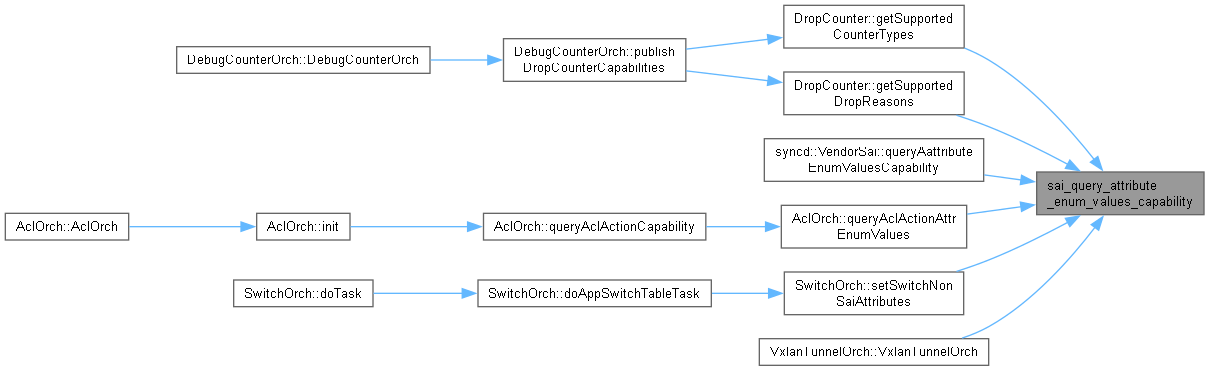 DropCounter::getSupported
CounterTypes
DebugCounterOrch::publish
DropCounterCapabilities
DebugCounterOrch::DebugCounterOrch
DropCounter::getSupported
DropReasons
syncd::VendorSai::queryAattribute
EnumValuesCapability
sai_query_attribute
_enum_values_capability
AclOrch::AclOrch
AclOrch::init
AclOrch::queryAclActionCapability
AclOrch::queryAclActionAttr
EnumValues
SwitchOrch::doTask
SwitchOrch::doAppSwitchTableTask
SwitchOrch::setSwitchNon
SaiAttributes
VxlanTunnelOrch::VxlanTunnelOrch